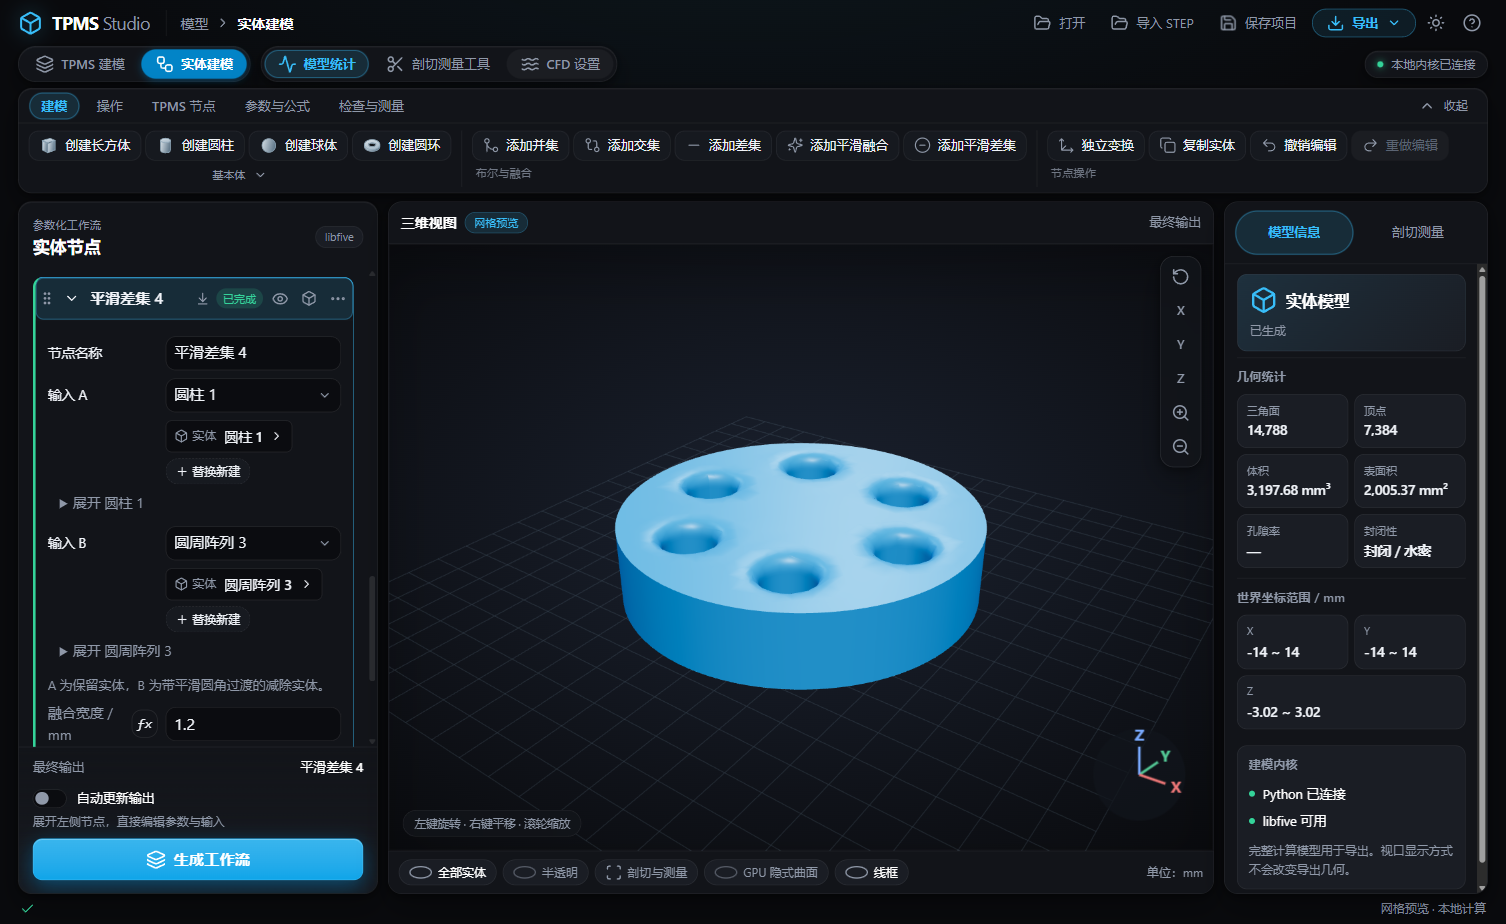 TPMS Studio 模型 > 实体建模 打开 导入 STEP 保存项目 导出
TPMS 建模 实体建模 模型统计 剖切测量工具 CFD 设置 本地内核已连接
建模 操作 TPMS 节点 参数与公式 检查与测量 收起
创建长方体 创建圆柱 创建球体 创建圆环 添加并集 添加交集 添加差集 添加平滑融合 添加平滑差集 独立变换 复制实体 撤销编辑 重做编辑
基本体 布尔与融合 节点操作
参数化工作流
实体节点
libfive
平滑差集 4 已完成
节点名称 平滑差集 4
输入 A 圆柱 1
实体 圆柱 1
+ 替换新建
展开 圆柱 1
输入 B 圆周阵列 3
实体 圆周阵列 3
+ 替换新建
展开 圆周阵列 3
A 为保留实体，B 为带平滑圆角过渡的减除实体。
融合宽度 /
mm
fx 1.2
最终输出 平滑差集 4
自动更新输出
展开左侧节点，直接编辑参数与输入
生成工作流
三维视图 网格预览 最终输出
X
Y
Z
Z
Y
X
左键旋转 · 右键平移 · 滚轮缩放
全部实体 半透明 剖切与测量 GPU 隐式曲面 线框 单位：mm
模型信息 剖切测量
实体模型
已生成
几何统计
三角面 顶点
14,788 7,384
体积 表面积
3,197.68 mm³ 2,005.37 mm²
孔隙率 封闭性
— 封闭 / 水密
世界坐标范围 / mm
X Y
-14 ~ 14 -14 ~ 14
Z
-3.02 ~ 3.02
建模内核
Python 已连接
libfive 可用
完整计算模型用于导出。视口显示方式
不会改变导出几何。
网格预览 · 本地计算